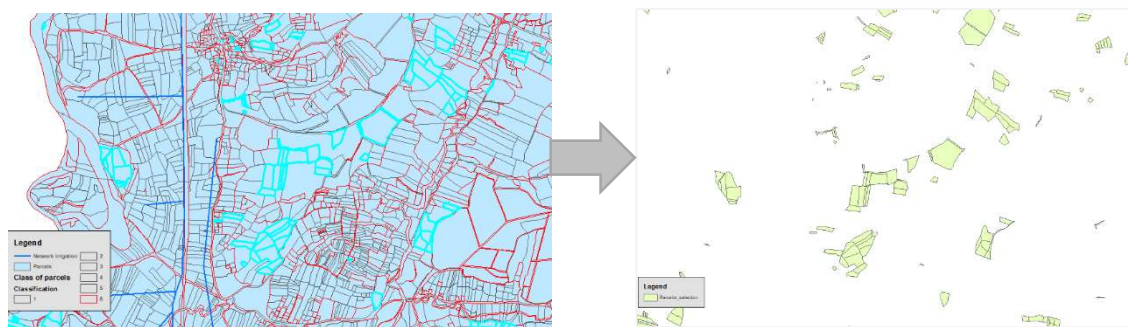 Legend
Network irrigation
Parcels
Class of parcels
Classification
1
2
3
4
5
6
Legend
Parcels_selection